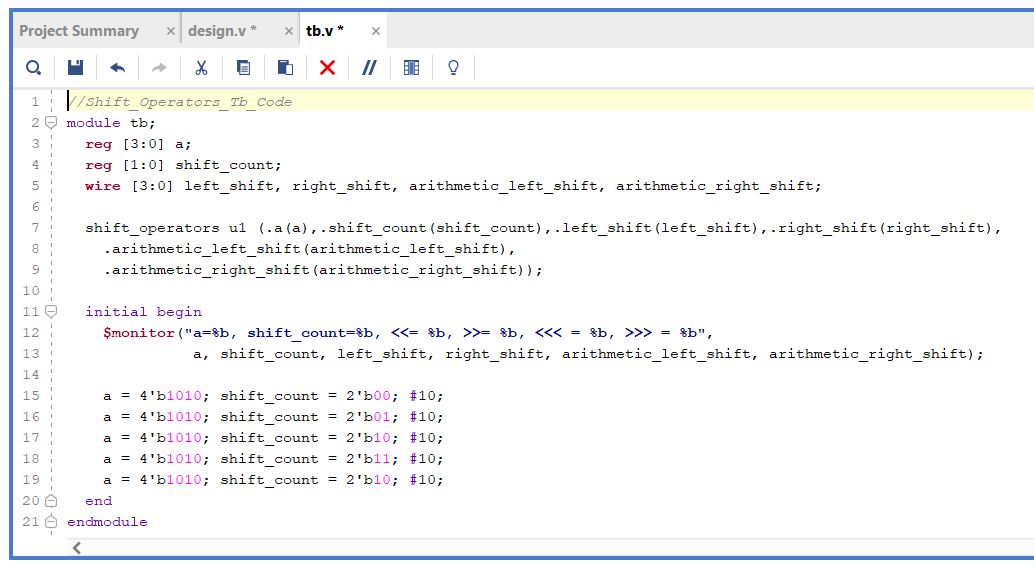 Project Summary × design.v * × tb.v * ×
1 //Shift_Operators_Tb_Code
2 module tb;
3 reg [3:0] a;
4 reg [1:0] shift_count;
5 wire [3:0] left_shift, right_shift, arithmetic_left_shift, arithmetic_right_shift;
6
7 shift_operators u1 (.a(a),.shift_count(shift_count),.left_shift(left_shift),.right_shift(right_shift),
8 .arithmetic_left_shift(arithmetic_left_shift),
9 .arithmetic_right_shift(arithmetic_right_shift));
10
11 initial begin
12 $monitor("a=%b, shift_count=%b, <<= %b, >>= %b, <<< = %b, >>> = %b",
13 a, shift_count, left_shift, right_shift, arithmetic_left_shift, arithmetic_right_shift);
14
15 a = 4'b1010; shift_count = 2'b00; #10;
16 a = 4'b1010; shift_count = 2'b01; #10;
17 a = 4'b1010; shift_count = 2'b10; #10;
18 a = 4'b1010; shift_count = 2'b11; #10;
19 a = 4'b1010; shift_count = 2'b10; #10;
20 end
21 endmodule